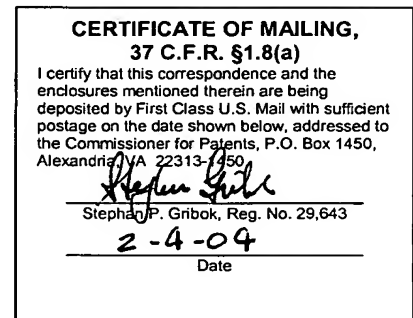 CERTIFICATE OF MAILING,
37 C.F.R. §1.8(a)
I certify that this correspondence and the
enclosures mentioned therein are being
deposited by First Class U.S. Mail with sufficient
postage on the date shown below, addressed to
the Commissioner for Patents, P.O. Box 1450,
Alexandria, VA 22313-1450.
Stephan P. Gribok
Stephan P. Gribok, Reg. No. 29,643
2-4-04
Date